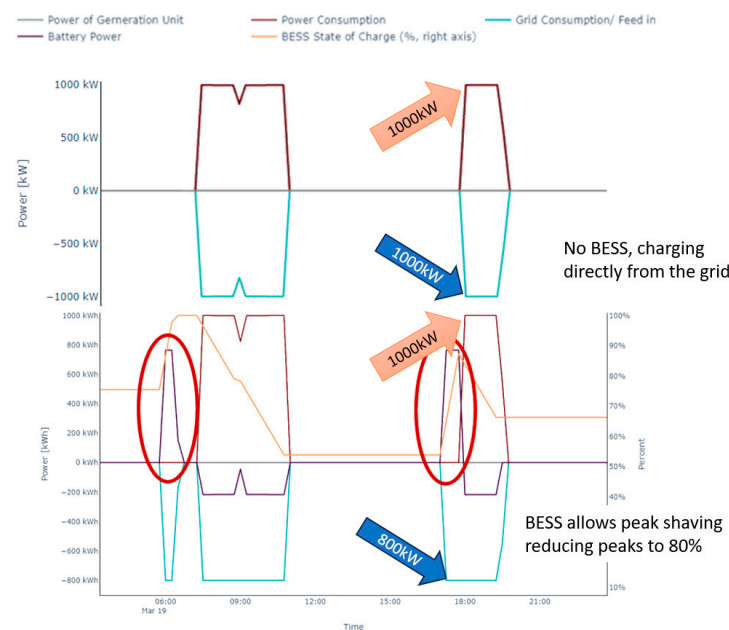 Power of Gerneration Unit
Power Consumption
Grid Consumption/ Feed in
Battery Power
BESS State of Charge (%, right axis)
1000 kW
500 kW
0 kW
−500 kW
−1000 kW
Power [kW]
1000kW
1000kW
No BESS, charging
directly from the grid
1000 kWh
800 kWh
600 kWh
400 kWh
200 kWh
0 kWh
−200 kWh
−400 kWh
−600 kWh
−800 kWh
Power [kWh]
1000kW
800kW
100%
90%
80%
70%
60%
50%
40%
10%
Percent
BESS allows peak shaving
reducing peaks to 80%
06:00
09:00
12:00
15:00
18:00
21:00
Mar 19
Time